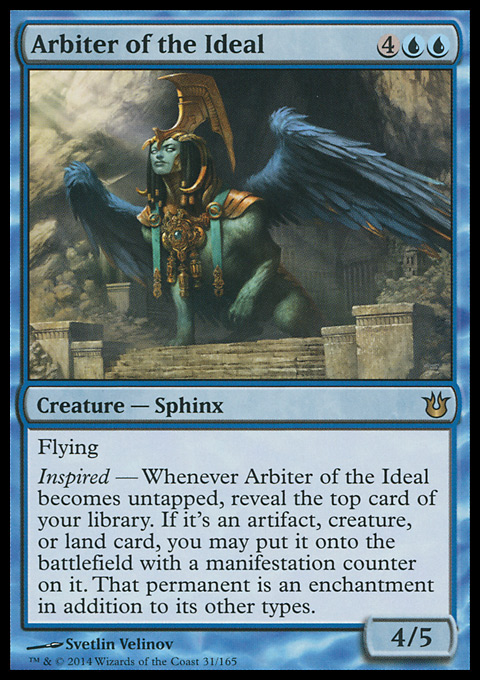 Arbiter of the Ideal 4
Creature — Sphinx
Flying
Inspired — Whenever Arbiter of the Ideal
becomes untapped, reveal the top card of
your library. If it's an artifact, creature,
or land card, you may put it onto the
battlefield with a manifestation counter
on it. That permanent is an enchantment
in addition to its other types.
Svetlin Velinov
4/5
™ & © 2014 Wizards of the Coast 31/165